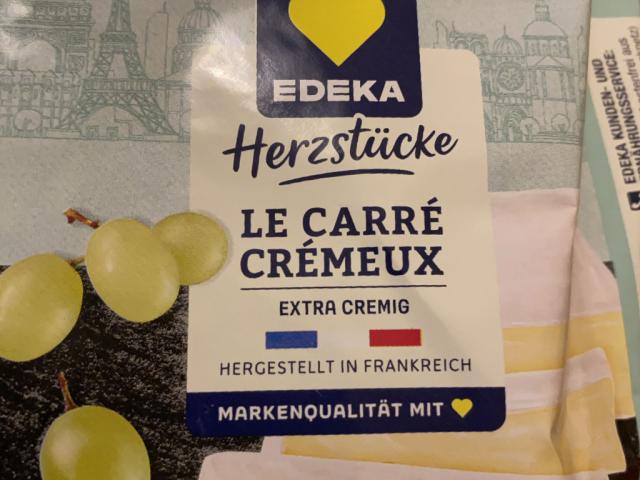 EDEKA
Herzstücke
LE CARRÉ
CRÉMEUX
EXTRA CREMIG
HERGESTELLT IN FRANKREICH
MARKENQUALITÄT MIT
EDEKA KUNDEN- UND